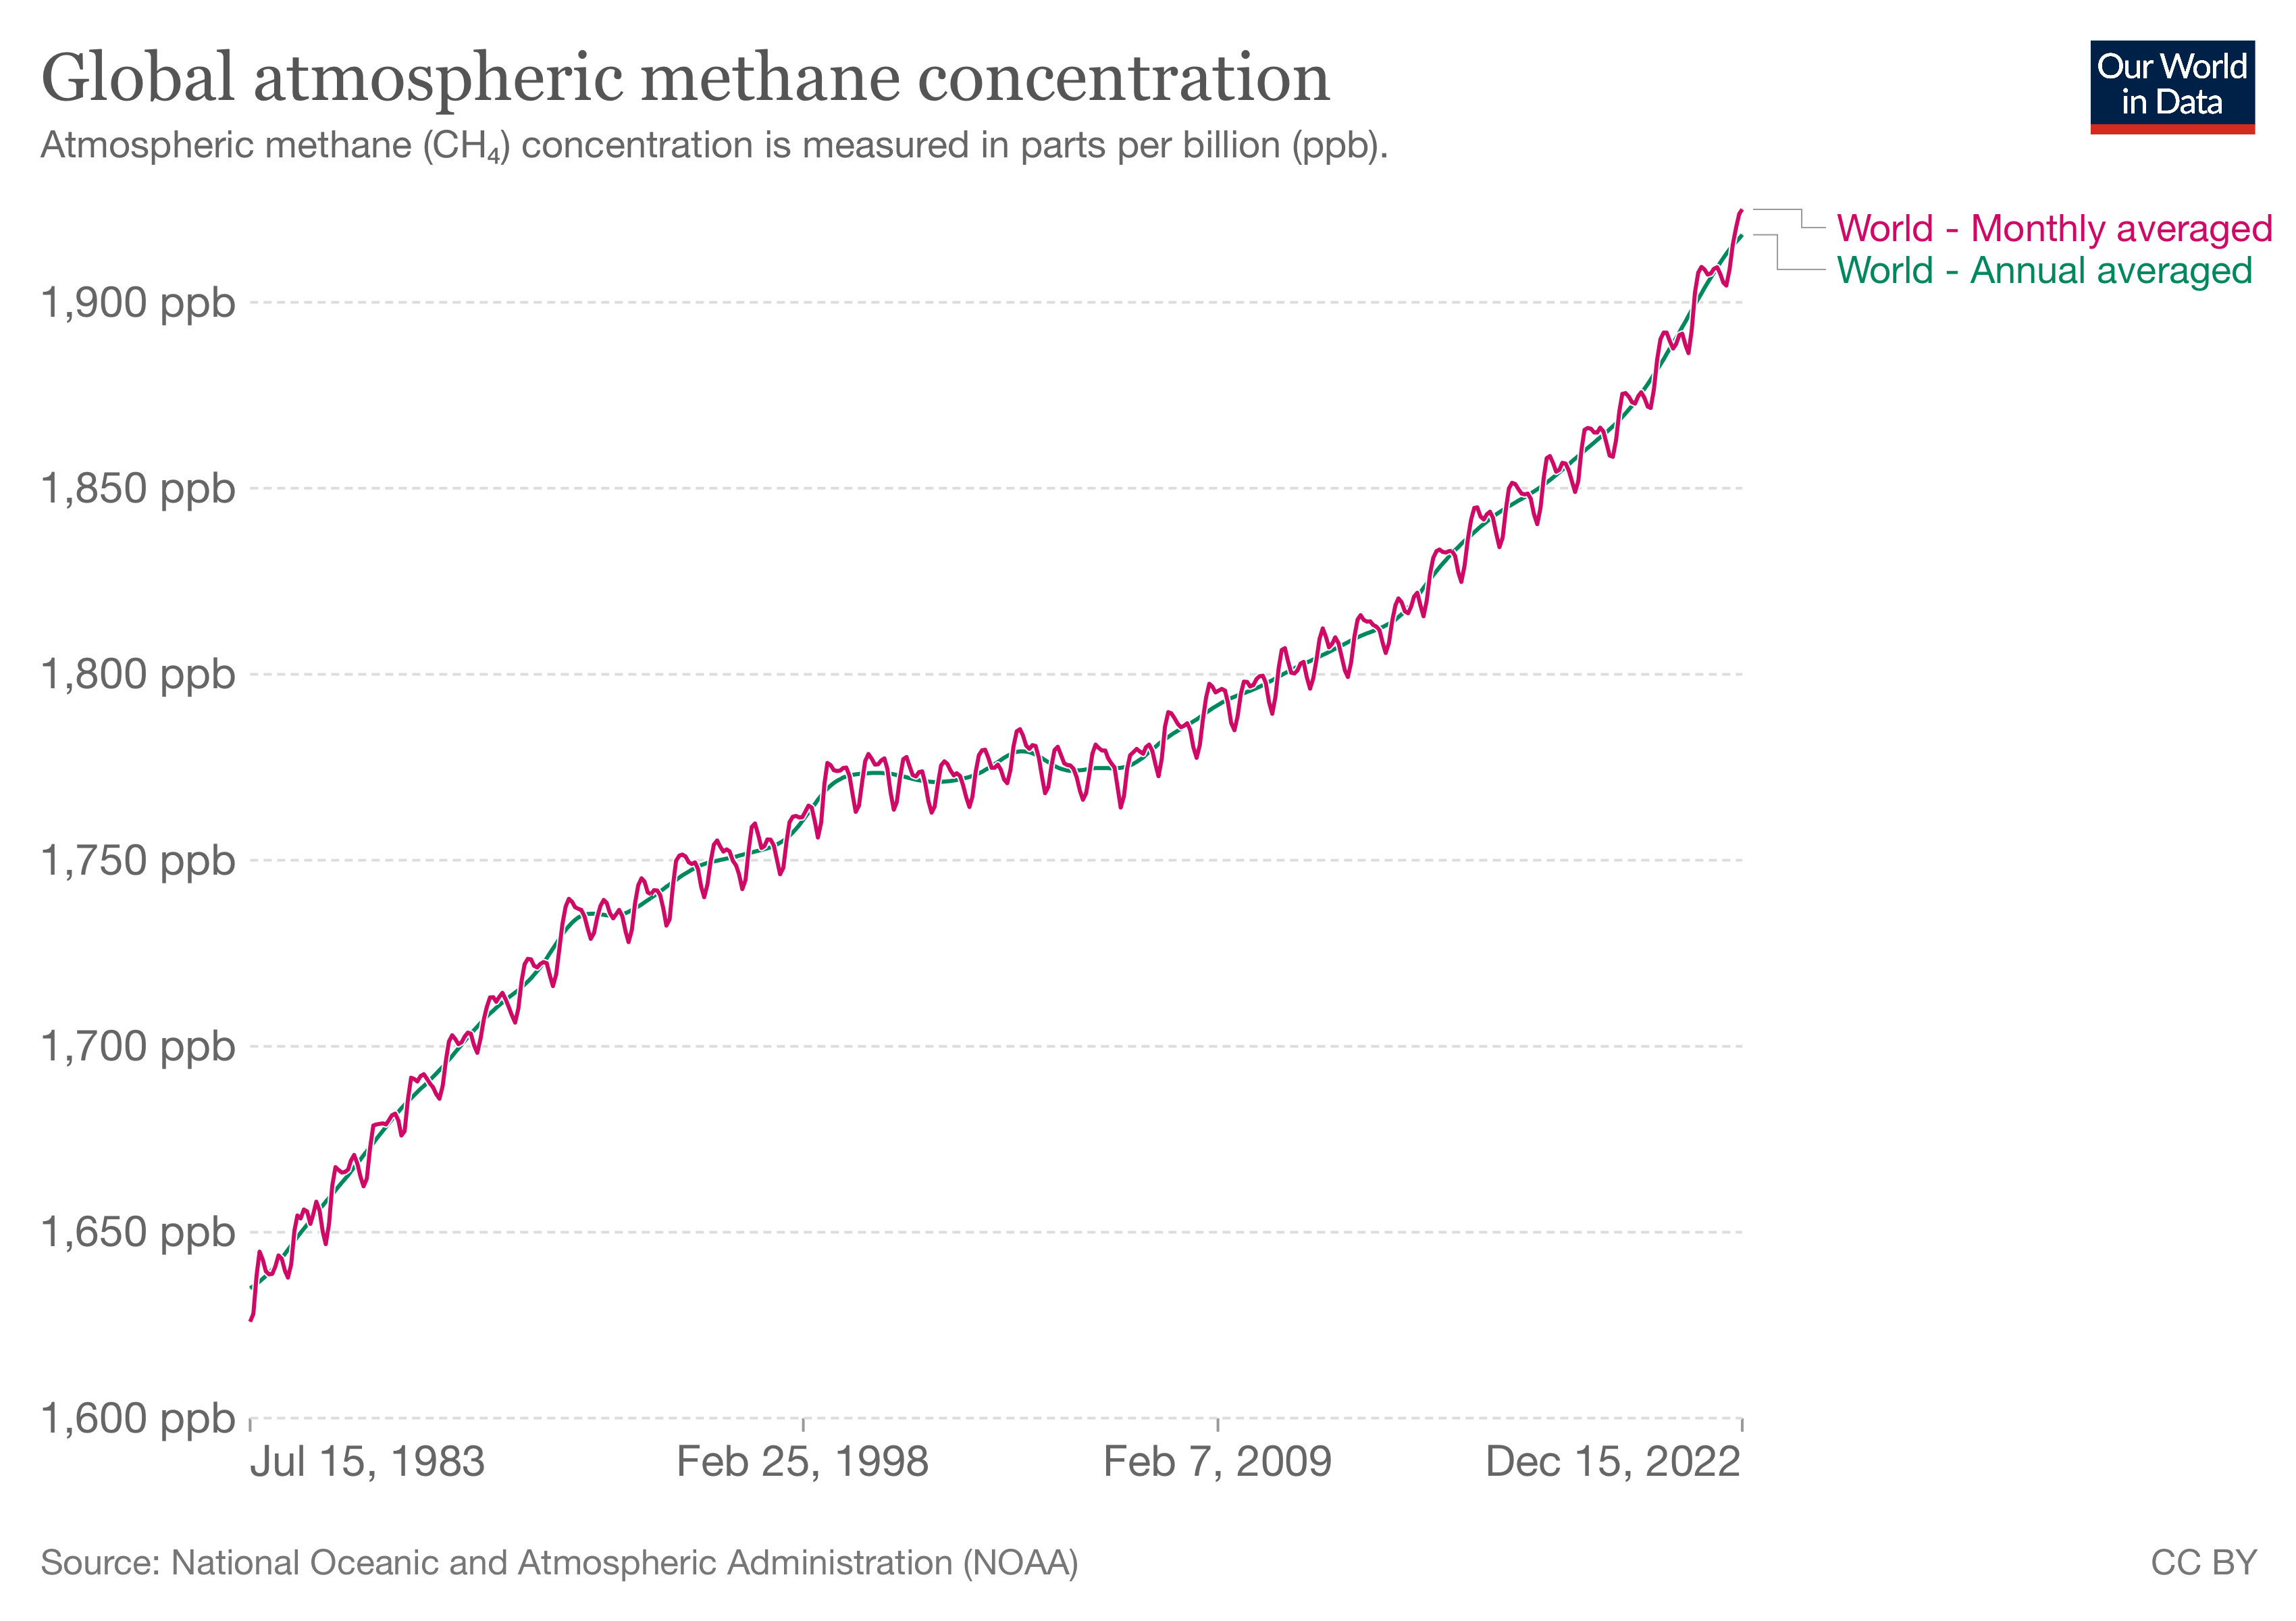 Global atmospheric methane concentration
Our World
in Data
Atmospheric methane (CH₄) concentration is measured in parts per billion (ppb).
World - Monthly averaged
World - Annual averaged
1,900 ppb
1,850 ppb
1,800 ppb
1,750 ppb
1,700 ppb
1,650 ppb
1,600 ppb
Jul 15, 1983 Feb 25, 1998 Feb 7, 2009 Dec 15, 2022
Source: National Oceanic and Atmospheric Administration (NOAA) CC BY